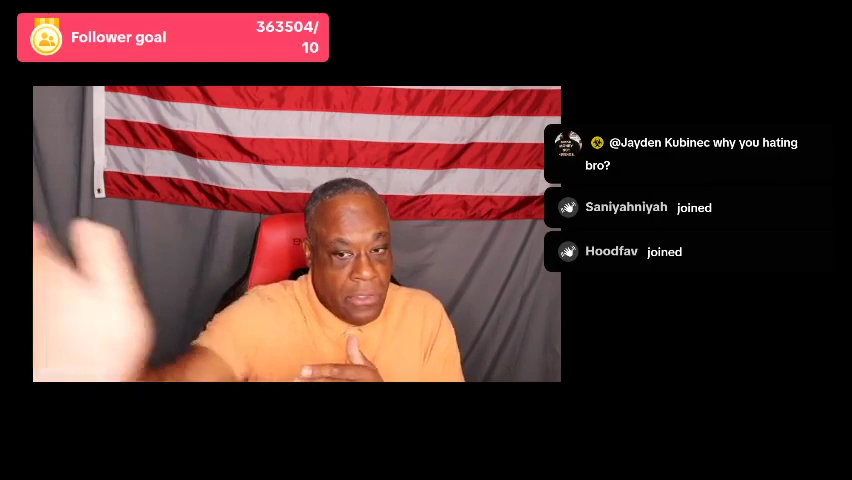 Follower goal
363504/
10
@Jayden Kubinec why you hating
bro?
Saniyahniyah joined
Hoodfav joined